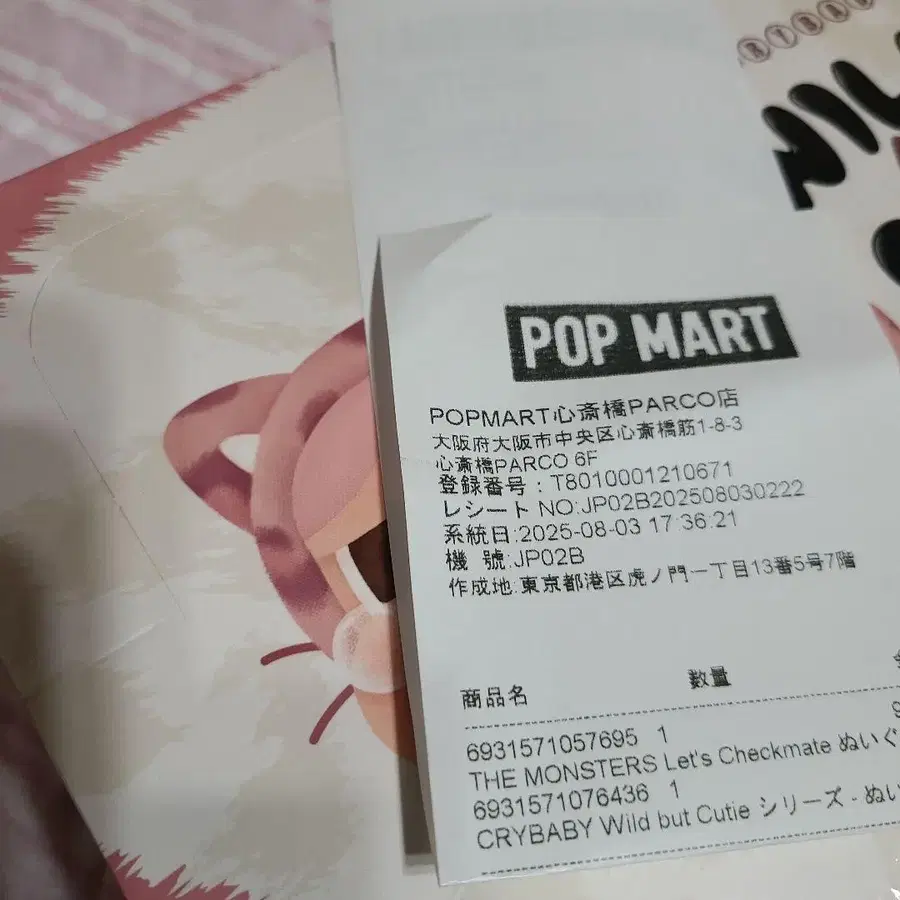 POP MART
POPMART心斎橋PARCO店
大阪府大阪市中央区心斎橋筋1-8-3
心斎橋PARCO 6F
登録番号：T8010001210671
レシート NO:JP02B202508030222
系統日:2025-08-03 17:36:21
機 號:JP02B
作成地:東京都港区虎ノ門一丁目13番5号7階
商品名 数量
6931571057695 1
THE MONSTERS Let's Checkmate ぬいぐ
6931571076436 1
CRYBABY Wild but Cutie シリーズ - ぬい